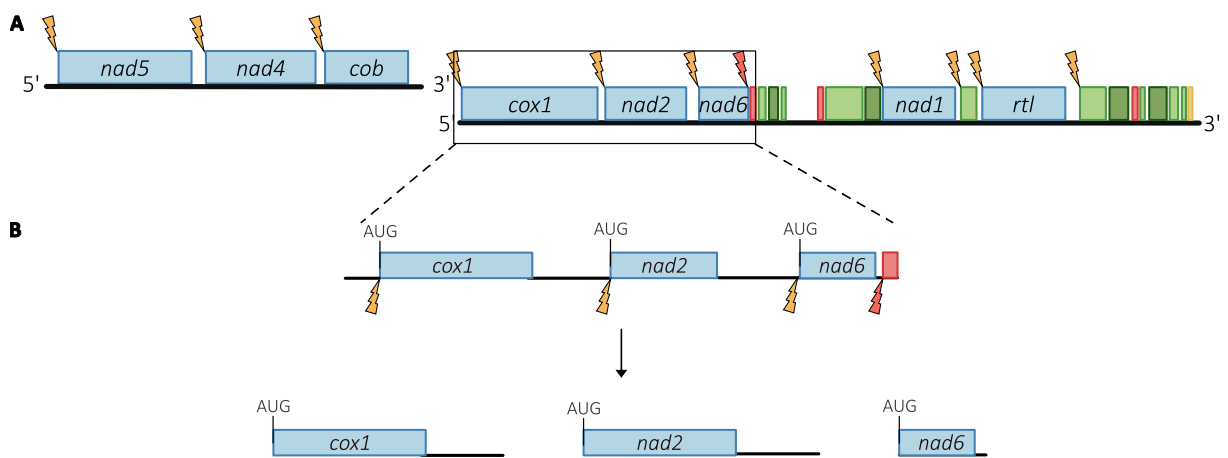 A
nad5 nad4 cob
5' 3'
cox1 nad2 nad6 nad1 rtl
5' 3'
B
AUG AUG AUG
cox1 nad2 nad6
AUG AUG AUG
cox1 nad2 nad6